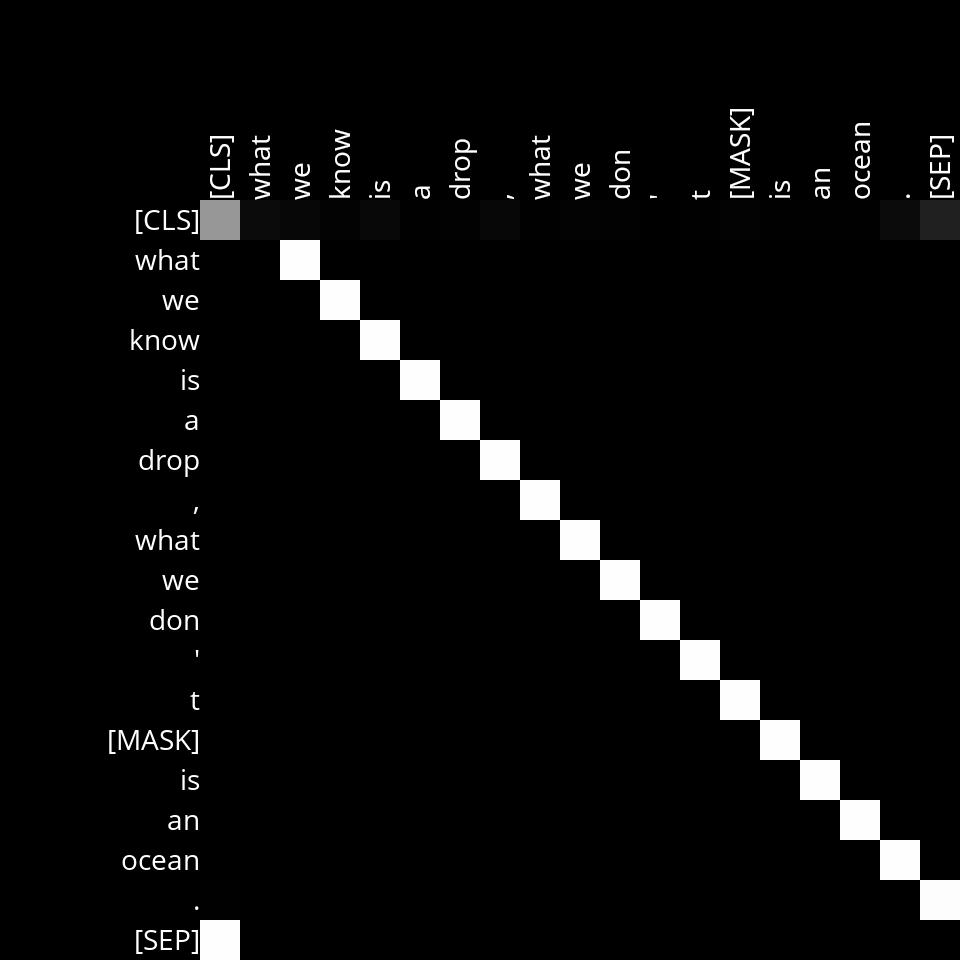 [CLS] what we know is a drop , what we don ' t [MASK] is an ocean . [SEP]
[CLS]
what
we
know
is
a
drop
,
what
we
don
'
t
[MASK]
is
an
ocean
.
[SEP]